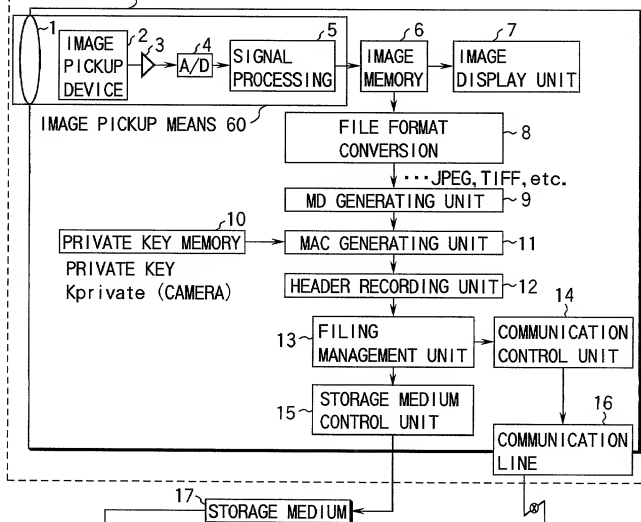 1
IMAGE
PICKUP
DEVICE
2
3
A/D
4
SIGNAL
PROCESSING
5
IMAGE
MEMORY
6
IMAGE
DISPLAY UNIT
7
IMAGE PICKUP MEANS 60
FILE FORMAT
CONVERSION
8
···JPEG,TIFF,etc.
MD GENERATING UNIT
9
10
PRIVATE KEY MEMORY
PRIVATE KEY
Kprivate (CAMERA)
MAC GENERATING UNIT
11
HEADER RECORDING UNIT
12
13
FILING
MANAGEMENT UNIT
14
COMMUNICATION
CONTROL UNIT
15
STORAGE MEDIUM
CONTROL UNIT
16
COMMUNICATION
LINE
17
STORAGE MEDIUM